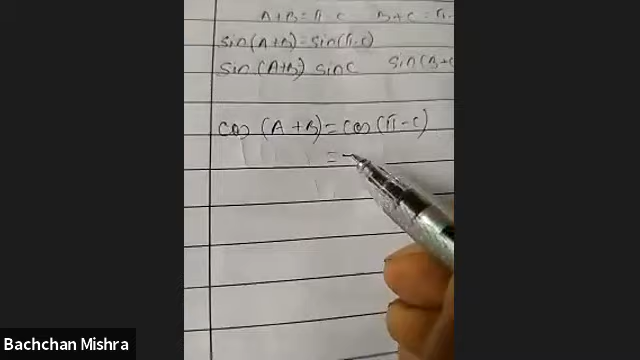 A+B=π-C B+C=π-
sin(A+B)=sin(π-C)
sin(A+B) sinC sin(B+C
cos(A+B)=cos(π-C)
=-
Bachchan Mishra